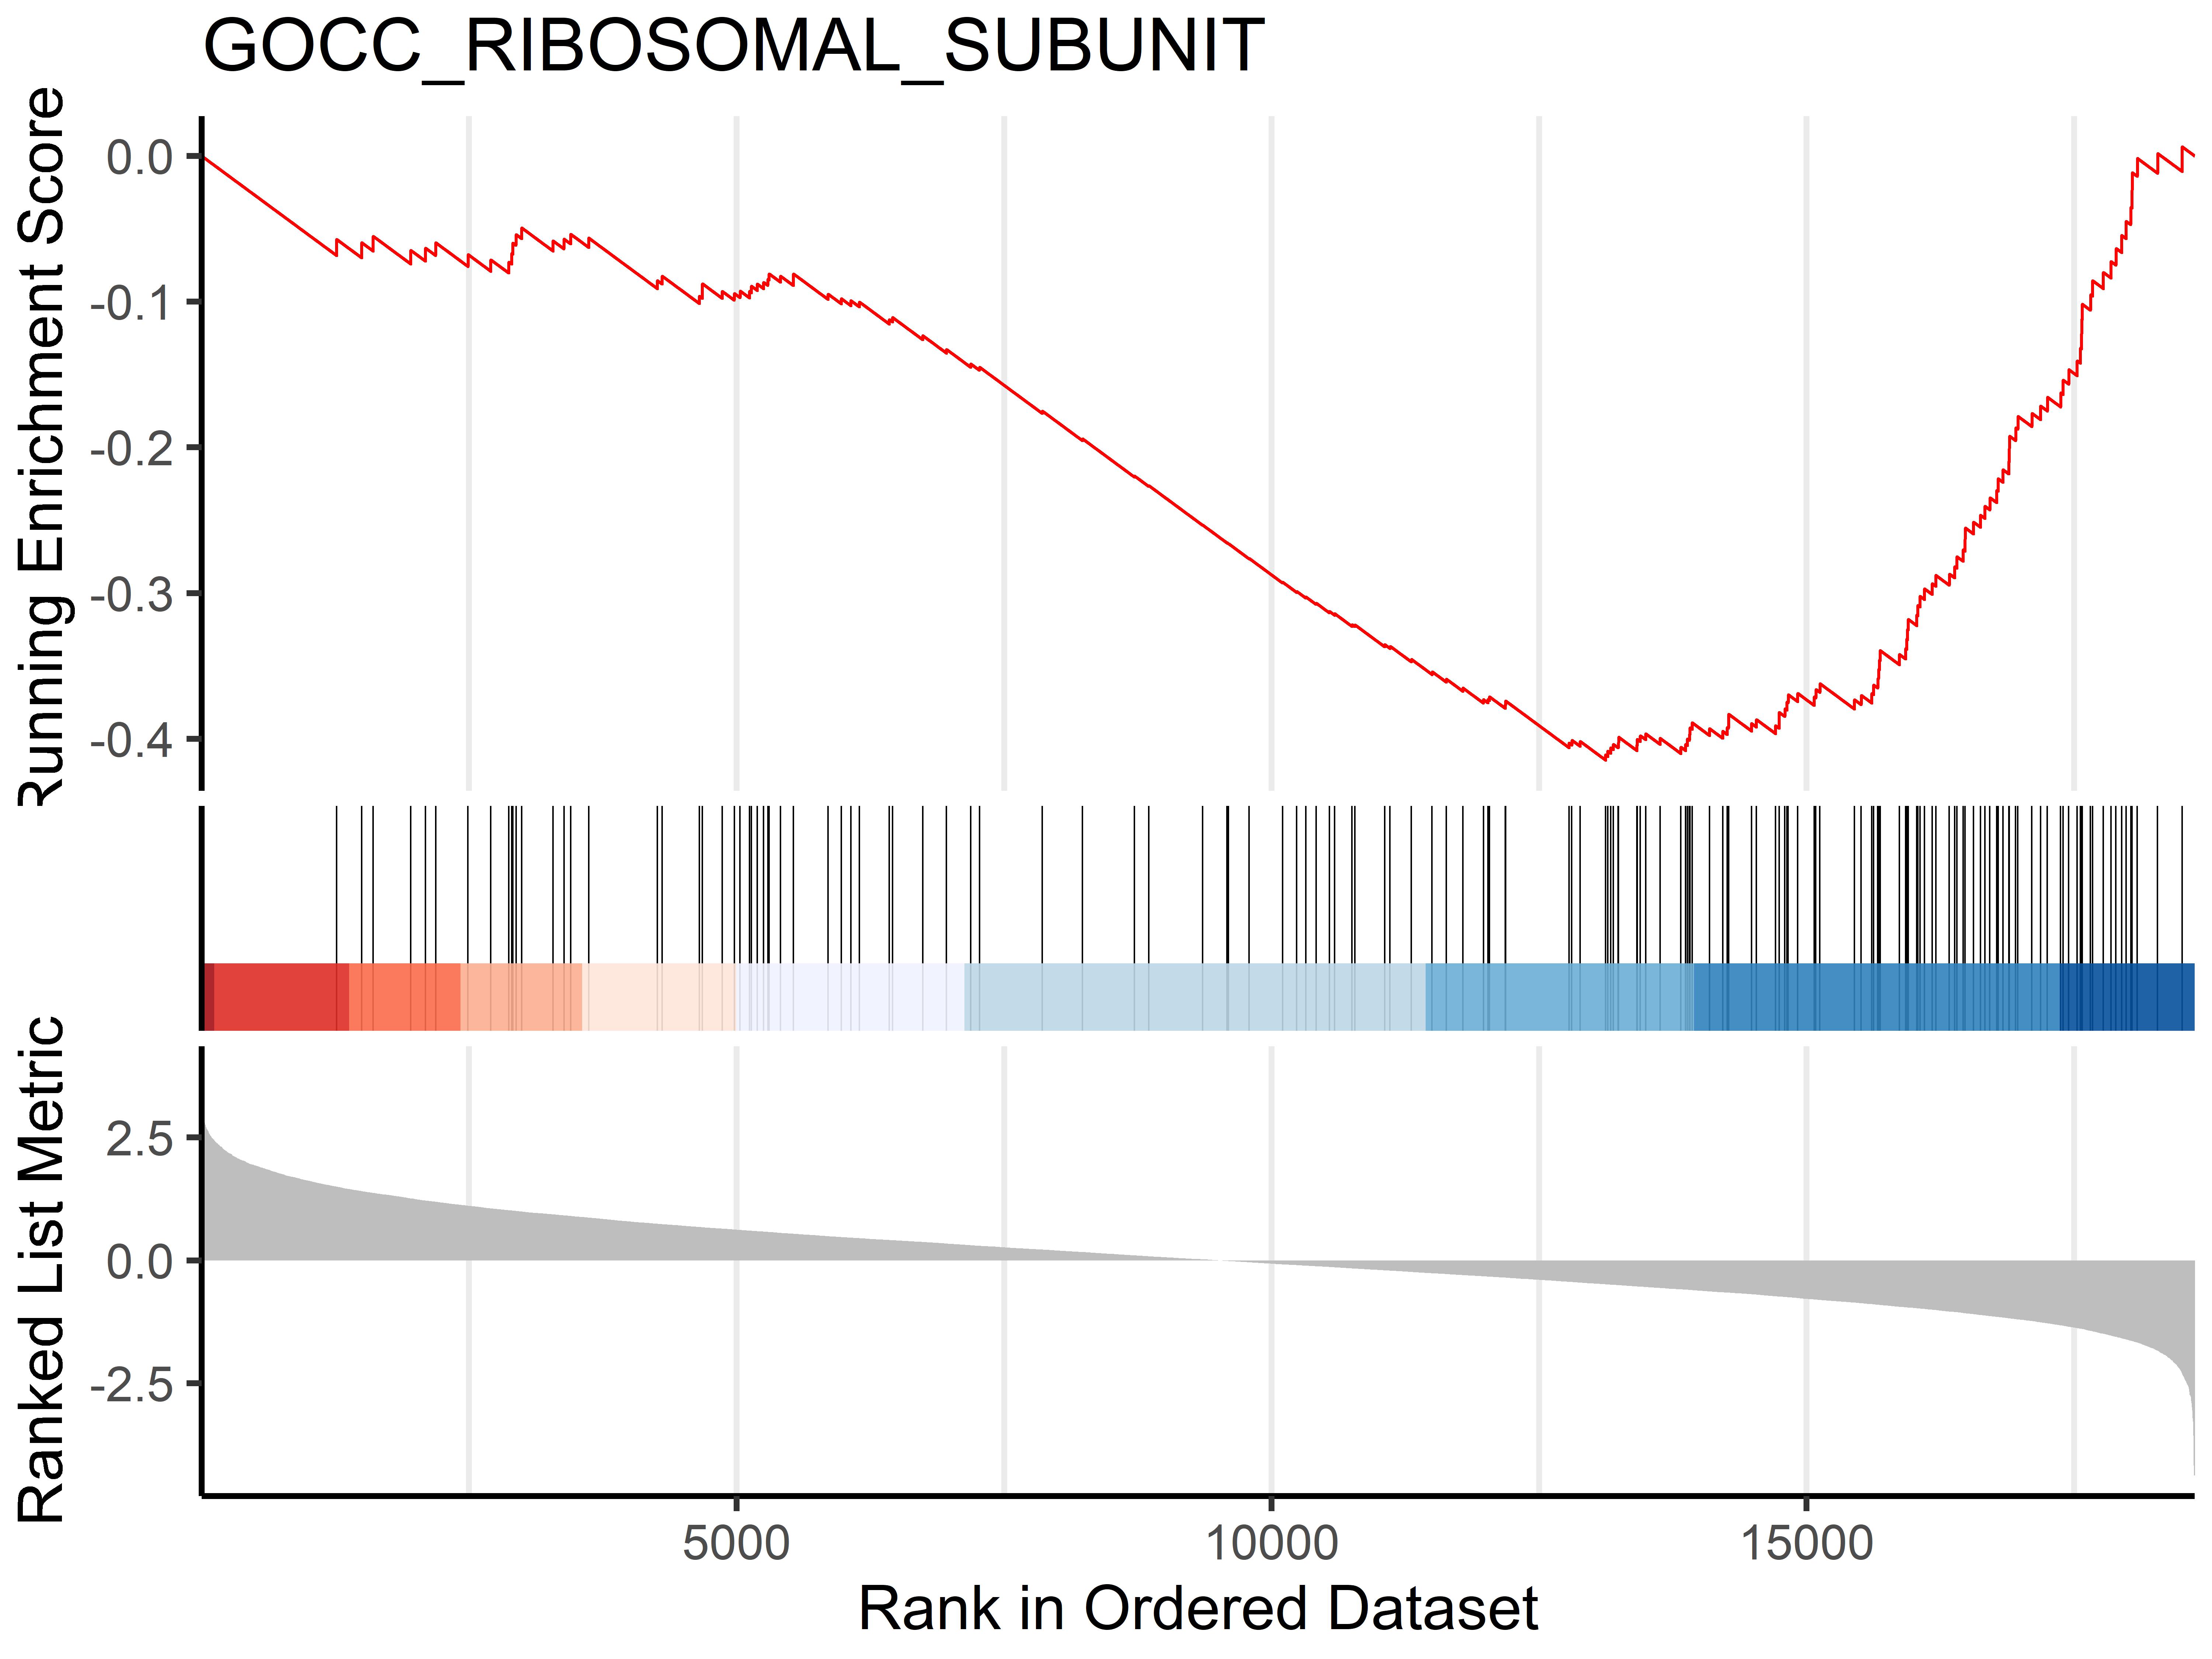 GOCC_RIBOSOMAL_SUBUNIT
Running Enrichment Score
0.0
-0.1
-0.2
-0.3
-0.4
Ranked List Metric
2.5
0.0
-2.5
5000 10000 15000
Rank in Ordered Dataset